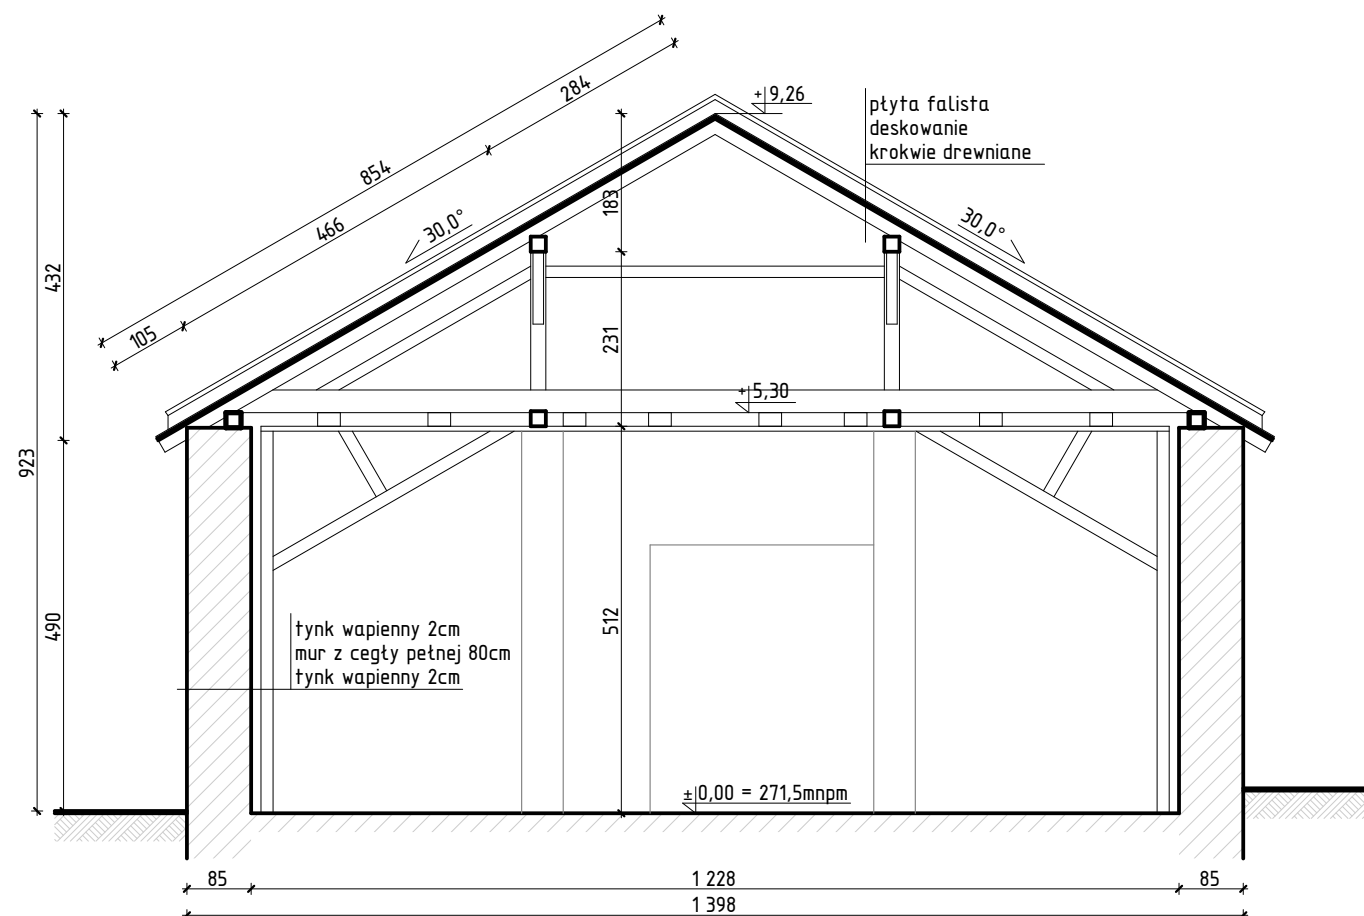 284
+9,26
płyta falista
deskowanie
krokwie drewniane
854
466
30,0°
30,0°
183
432
105
231
+5,30
923
490
512
tynk wapienny 2cm
mur z cegły pełnej 80cm
tynk wapienny 2cm
±0,00 = 271,5mnpm
85
1 228
85
1 398